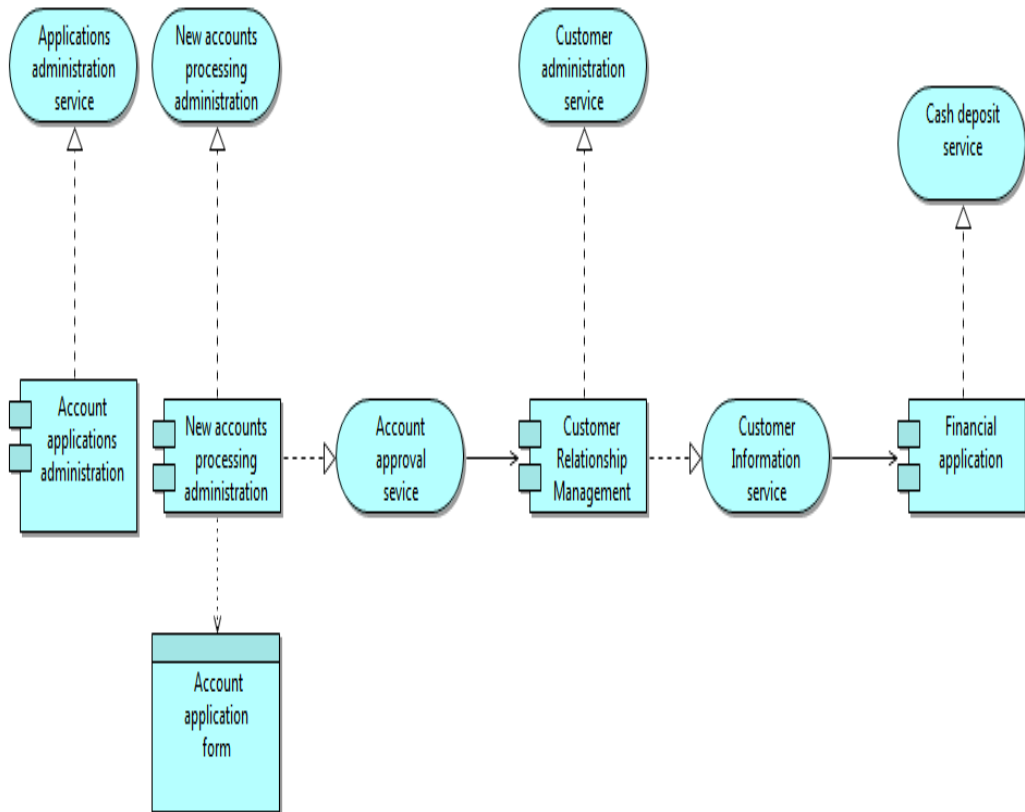 Applications
administration
service
New accounts
processing
administration
Customer
administration
service
Cash deposit
service
Account
applications
administration
New accounts
processing
administration
Account
approval
sevice
Customer
Relationship
Management
Customer
Information
service
Financial
application
Account
application
form